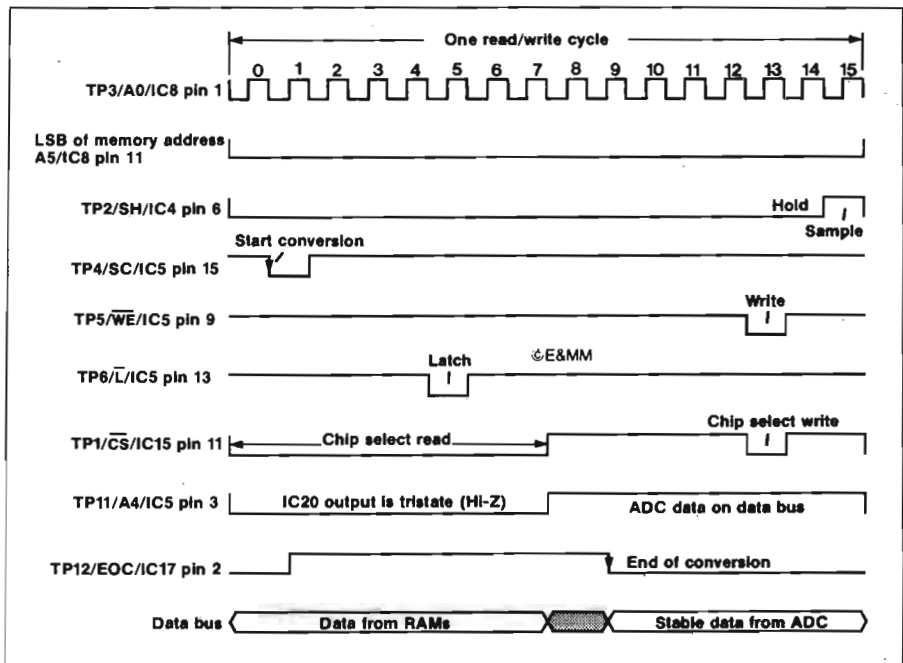 One read/write cycle
0 1 2 3 4 5 6 7 8 9 10 11 12 13 14 15
TP3/A0/IC8 pin 1
LSB of memory address
A5/IC8 pin 11
TP2/SH/IC4 pin 6
Hold
Sample
Start conversion
TP4/SC/IC5 pin 15
Write
TP5/W̅E̅/IC5 pin 9
©E&MM
Latch
TP6/L̅/IC5 pin 13
Chip select write
TP1/C̅S̅/IC15 pin 11
Chip select read
TP11/A4/IC5 pin 3
IC20 output is tristate (Hi-Z)
ADC data on data bus
TP12/EOC/IC17 pin 2
End of conversion
Data bus
Data from RAMs
Stable data from ADC